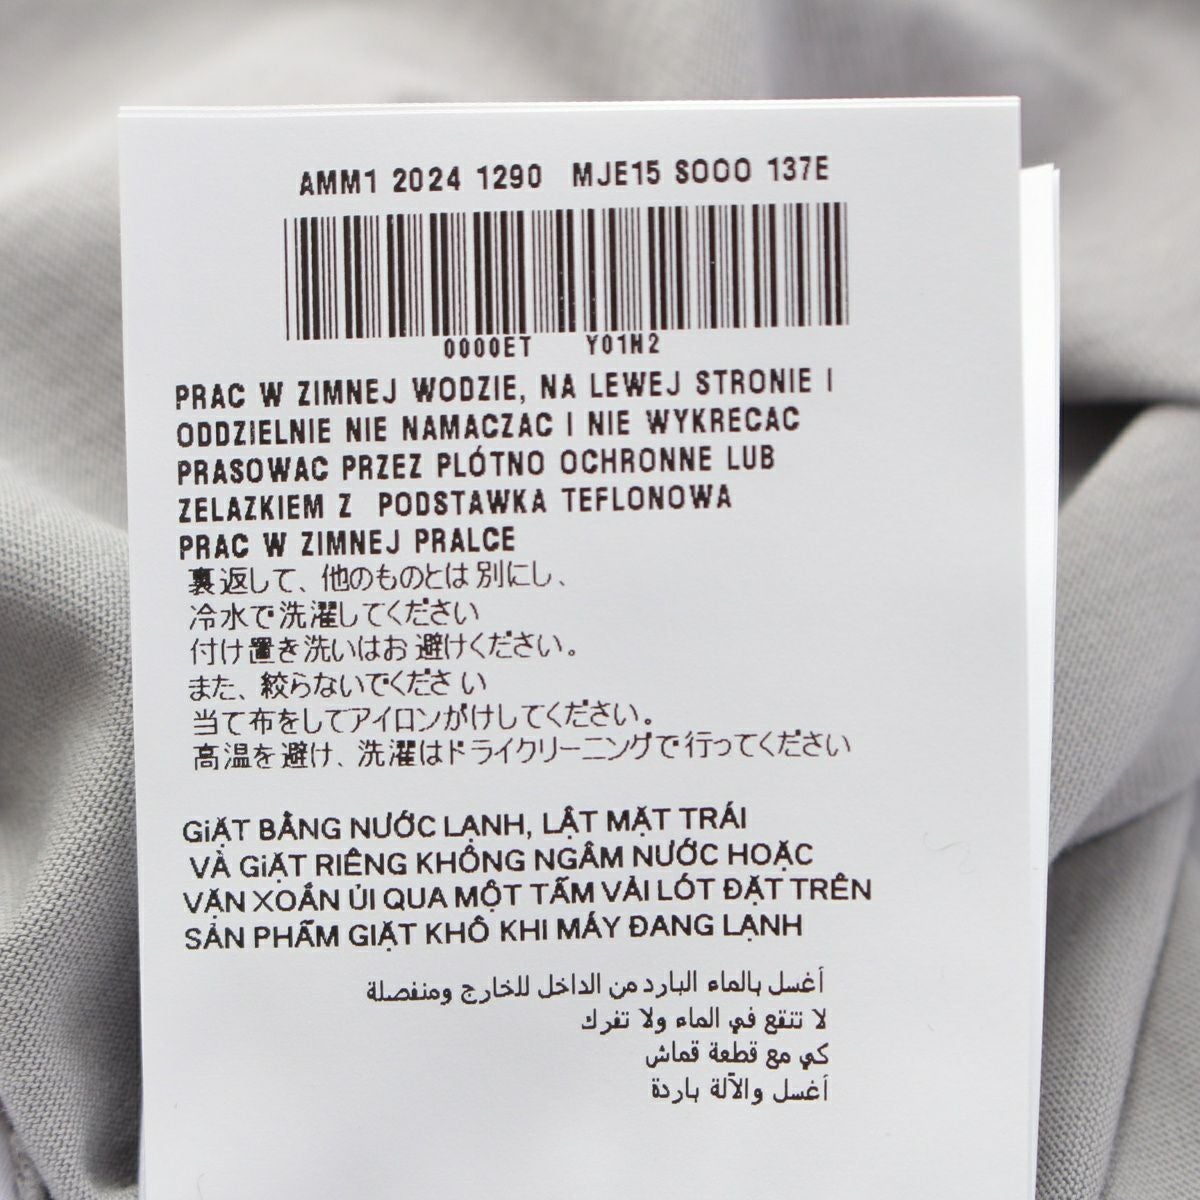 AMM1 2024 1290 MJE15 S000 137E
0000ET Y01N2
PRAC W ZIMNEJ WODZIE, NA LEWEJ STRONIE I
ODDZIELNIE NIE NAMACZAC I NIE WYKRECAC
PRASOWAC PRZEZ PLÓTNO OCHRONNE LUB
ZELAZKIEM Z PODSTAWKA TEFLONOWA
PRAC W ZIMNEJ PRALCE
裏返して、他のものとは別にし、
冷水で洗濯してください
付け置き洗いはお避けください。
また、絞らないでください
当て布をしてアイロンがけしてください。
高温を避け、洗濯はドライクリーニングで行ってください
GiẶT BẰNG NƯỚC LẠNH, LẬT MẶT TRÁI
VÀ GiẶT RIÊNG KHÔNG NGÂM NƯỚC HOẶC
VẶN XOẮN ỦI QUA MỘT TẤM VẢI LÓT ĐẶT TRÊN
SẢN PHẨM GIẶT KHÔ KHI MÁY ĐANG LẠNH
أغسل بالماء البارد من الداخل للخارج ومنفصلة
لا تنقع في الماء ولا تفرك
كي مع قطعة قماش
أغسل والآلة باردة